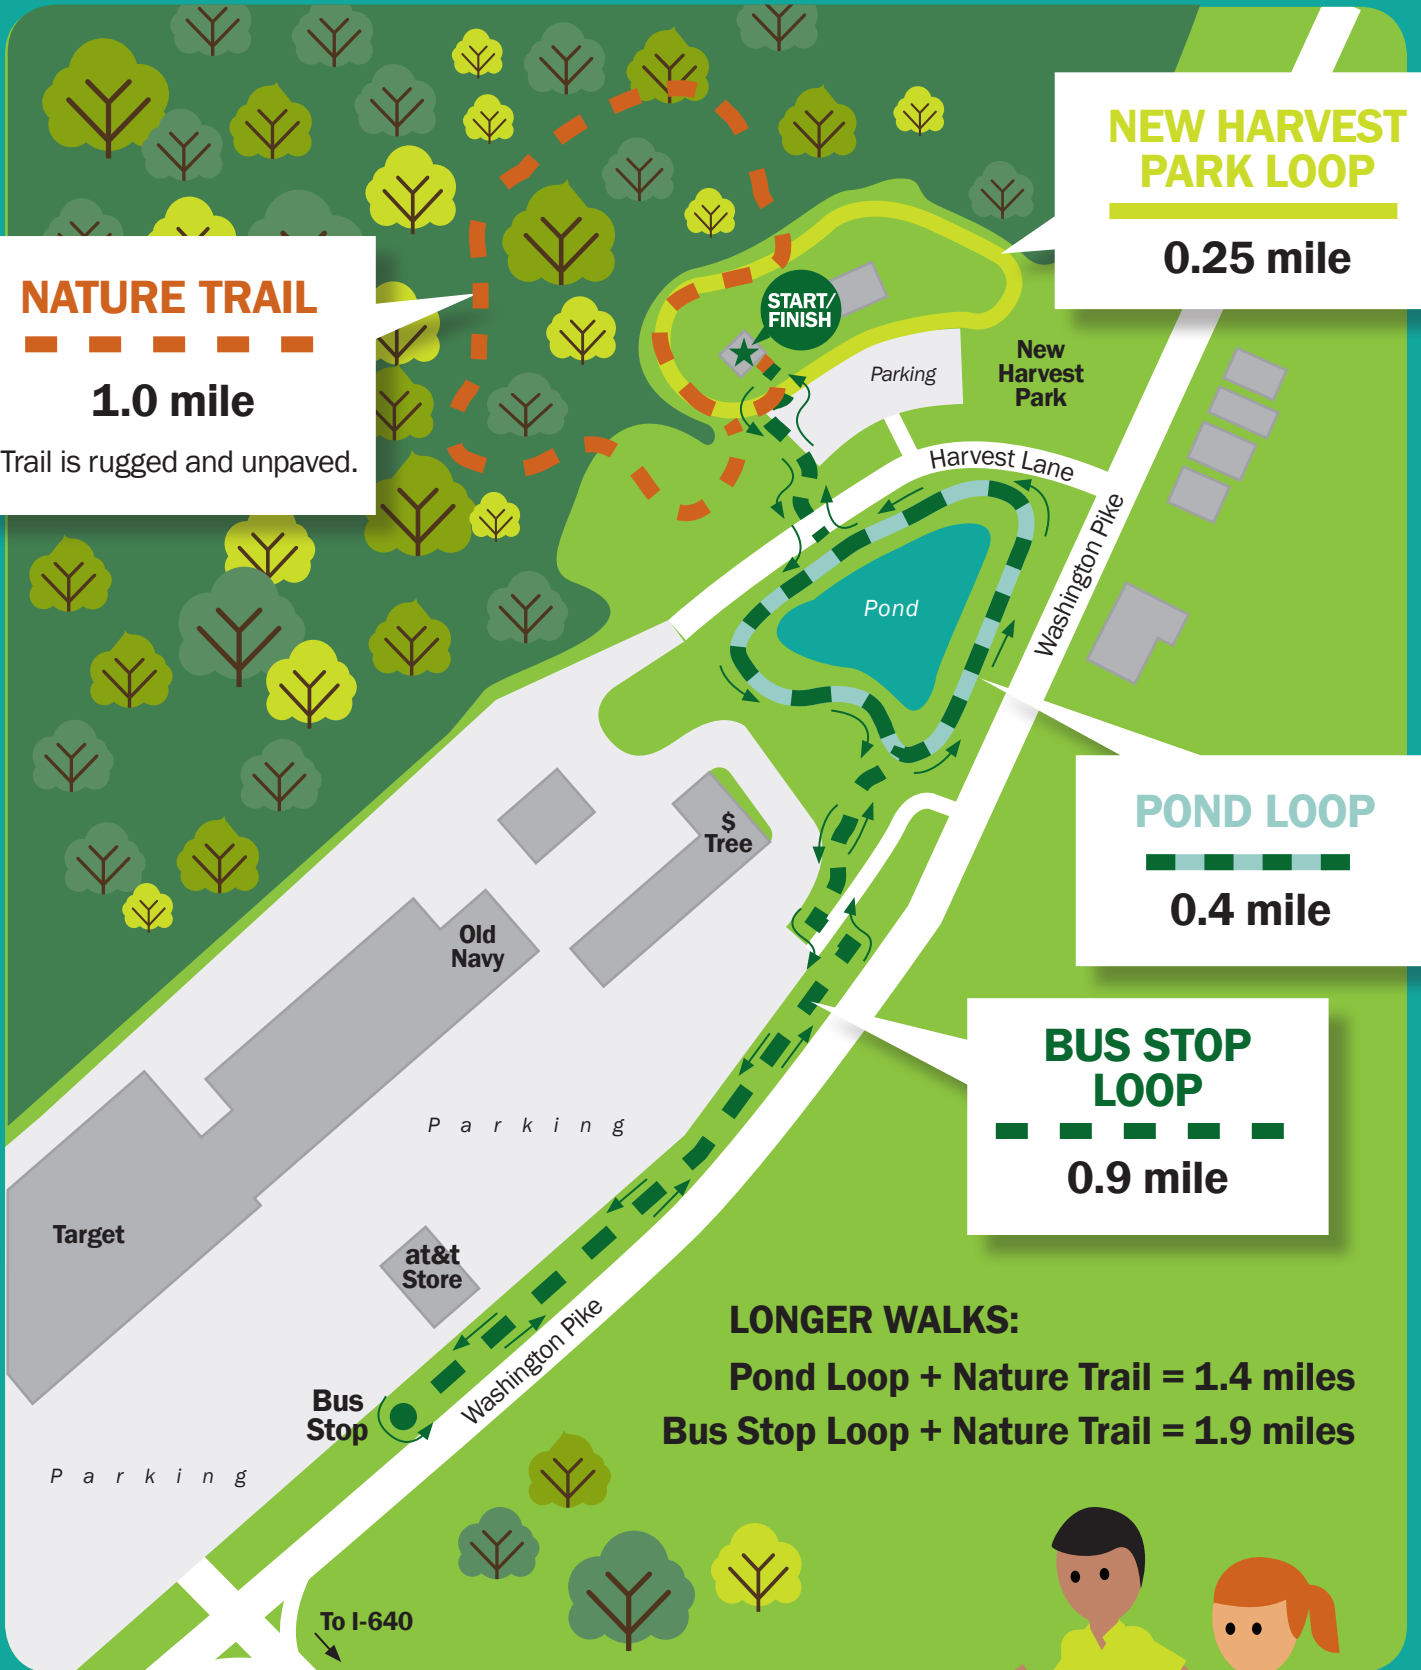 NEW HARVEST
PARK LOOP
0.25 mile
NATURE TRAIL
1.0 mile
Trail is rugged and unpaved.
START/
FINISH
Parking
New
Harvest
Park
Harvest Lane
Washington Pike
Pond
POND LOOP
0.4 mile
$
Tree
Old
Navy
BUS STOP
LOOP
0.9 mile
Parking
Target
at&t
Store
Washington Pike
Bus
Stop
Parking
LONGER WALKS:
Pond Loop + Nature Trail = 1.4 miles
Bus Stop Loop + Nature Trail = 1.9 miles
To I-640